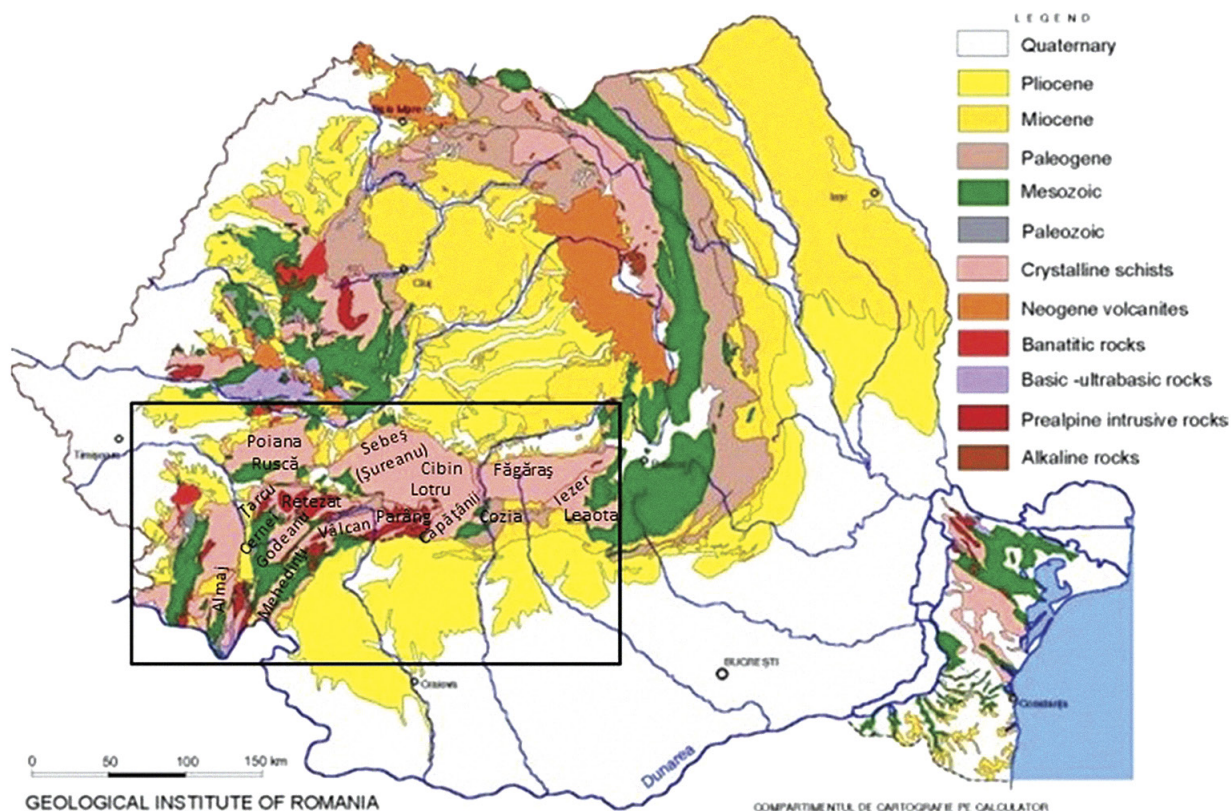 LEGEND
Quaternary
Pliocene
Miocene
Paleogene
Mesozoic
Paleozoic
Crystalline schists
Neogene volcanites
Banatitic rocks
Basic -ultrabasic rocks
Prealpine intrusive rocks
Alkaline rocks
Iaşi
Cluj
Timişoara
Poiana
Ruscă
Sebeş
(Şureanu)
Cibin
Lotru
Făgăraş
Iezer
Leaota
Cozia
Căpăţânii
Parâng
Vâlcan
Retezat
Ţarcu
Cernei
Godeanu
Mehedinţi
Almaj
Craiova
BUCREŞTI
Constanţa
Dunarea
0 50 100 150 km
GEOLOGICAL INSTITUTE OF ROMANIA
COMPARTIMENTUL DE CARTOGRAFIE PE CALCULATOR